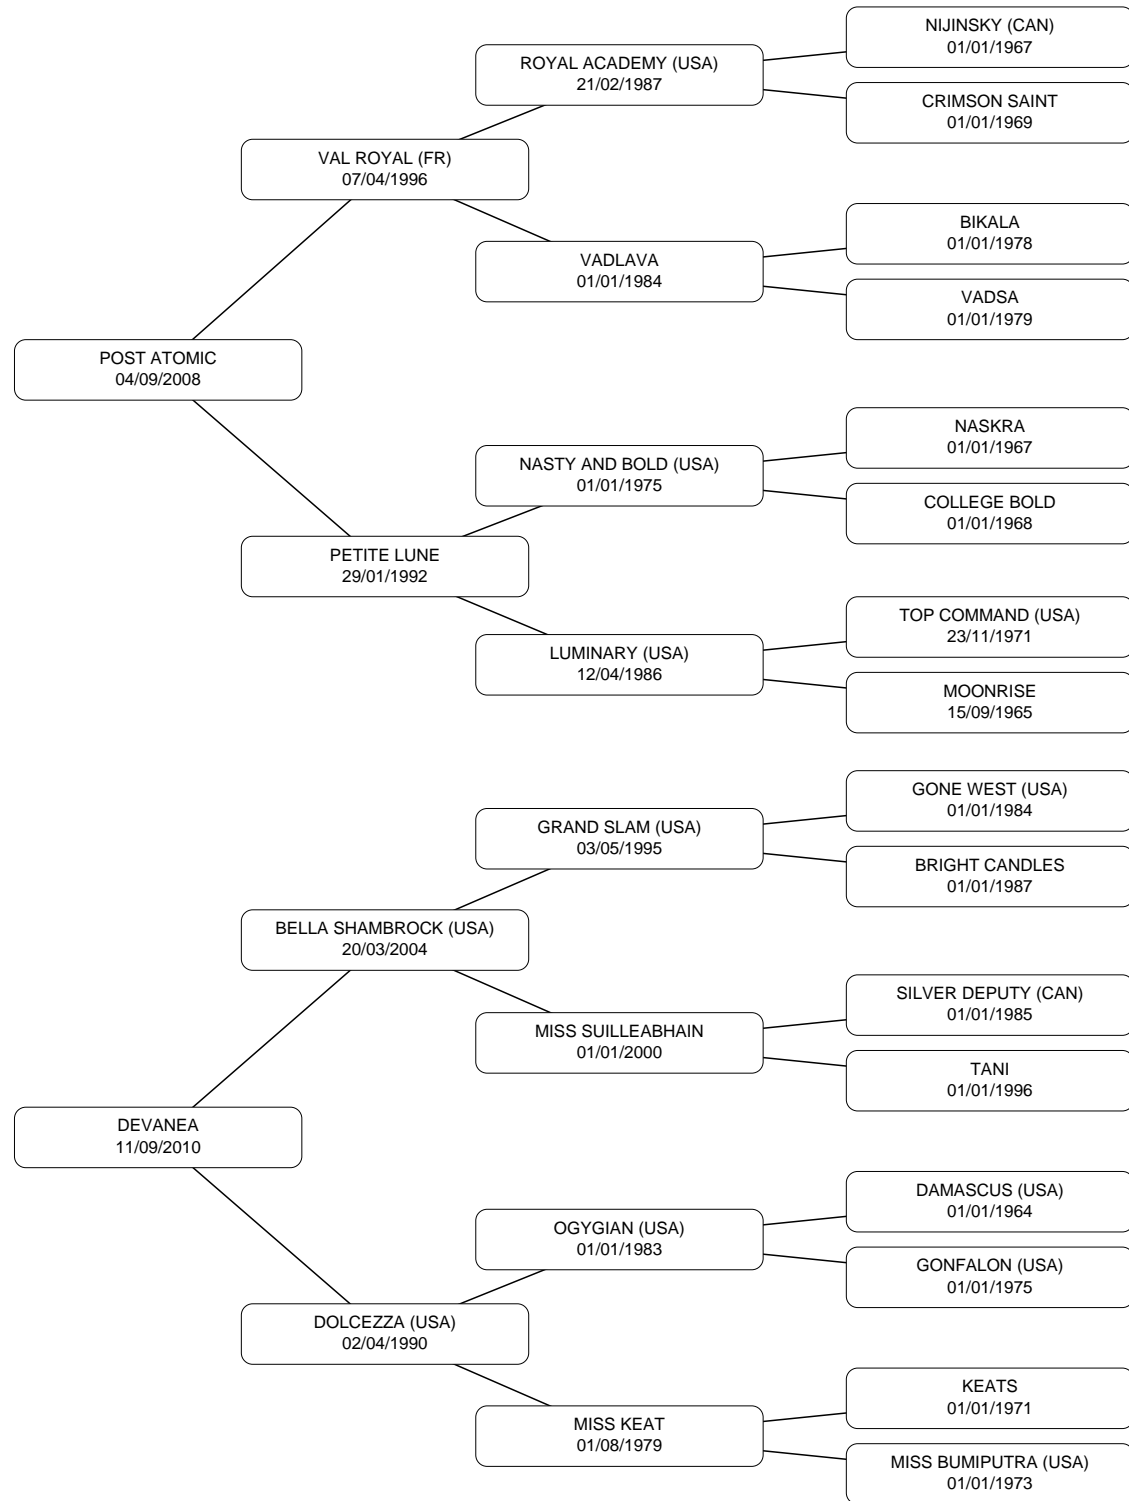 NIJINSKY (CAN)
01/01/1967
ROYAL ACADEMY (USA)
21/02/1987
CRIMSON SAINT
01/01/1969
VAL ROYAL (FR)
07/04/1996
BIKALA
01/01/1978
VADLAVA
01/01/1984
VADSA
01/01/1979
POST ATOMIC
04/09/2008
NASKRA
01/01/1967
NASTY AND BOLD (USA)
01/01/1975
COLLEGE BOLD
01/01/1968
PETITE LUNE
29/01/1992
TOP COMMAND (USA)
23/11/1971
LUMINARY (USA)
12/04/1986
MOONRISE
15/09/1965
GONE WEST (USA)
01/01/1984
GRAND SLAM (USA)
03/05/1995
BRIGHT CANDLES
01/01/1987
BELLA SHAMBROCK (USA)
20/03/2004
SILVER DEPUTY (CAN)
01/01/1985
MISS SUILLEABHAIN
01/01/2000
TANI
01/01/1996
DEVANEA
11/09/2010
DAMASCUS (USA)
01/01/1964
OGYGIAN (USA)
01/01/1983
GONFALON (USA)
01/01/1975
DOLCEZZA (USA)
02/04/1990
KEATS
01/01/1971
MISS KEAT
01/08/1979
MISS BUMIPUTRA (USA)
01/01/1973